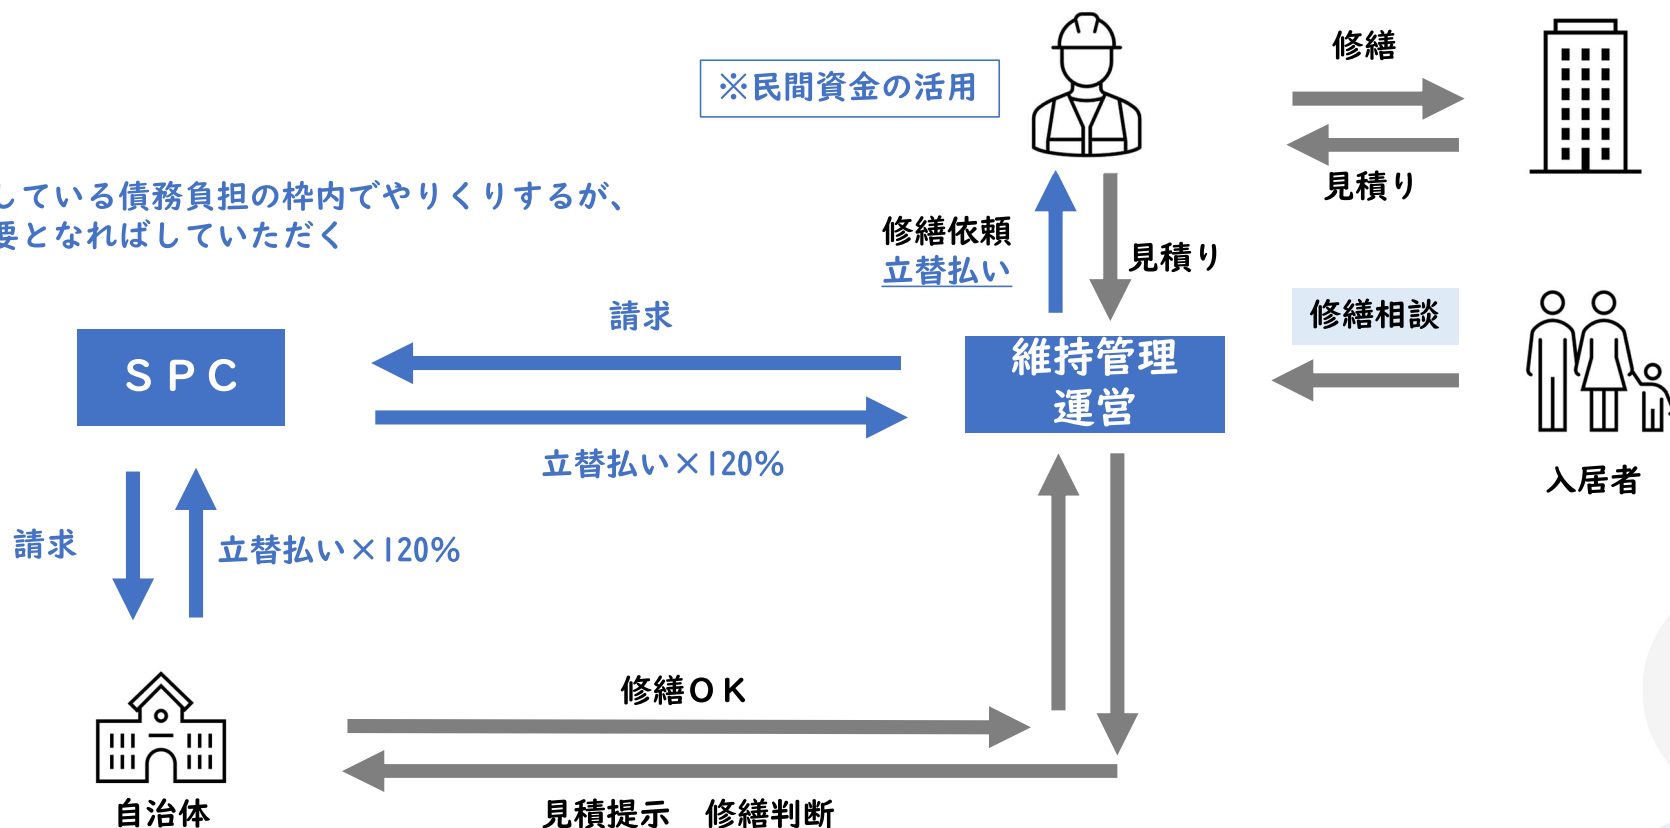 修繕
※民間資金の活用
見積り
している債務負担の枠内でやりくりするが、
要となればしていただく
修繕依頼
立替払い
見積り
請求
修繕相談
SPC
維持管理
運営
立替払い×120%
入居者
請求
立替払い×120%
修繕OK
自治体
見積提示 修繕判断